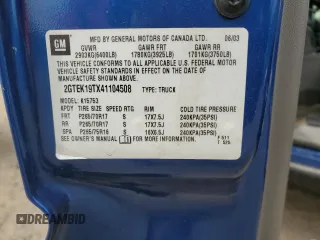 GM
MFD BY GENERAL MOTORS OF CANADA LTD. 06/03
GVWR GAWR FRT GAWR RR
2903KG(6400LB) 1780KG(3925LB) 1701KG(3750LB)
THIS VEHICLE CONFORMS TO ALL APPLICABLE U.S. FEDERAL MOTOR
VEHICLE SAFETY STANDARDS IN EFFECT ON THE DATE OF
MANUFACTURE SHOWN ABOVE.
2GTEK19TX41104508 TYPE: TRUCK
MODEL: K15753
TIRE SIZE SPEED RTG RIM COLD TIRE PRESSURE
FRT P265/70R17 S 17X7.5J 240KPA(35PSI)
RR P265/70R17 S 17X7.5J 240KPA(35PSI)
SPA P265/75R16 S 16X6.5J 240KPA(35PSI)
SEE OWNER'S MANUAL FOR ADDITIONAL INFORMATION.
AUTOBIDMASTER